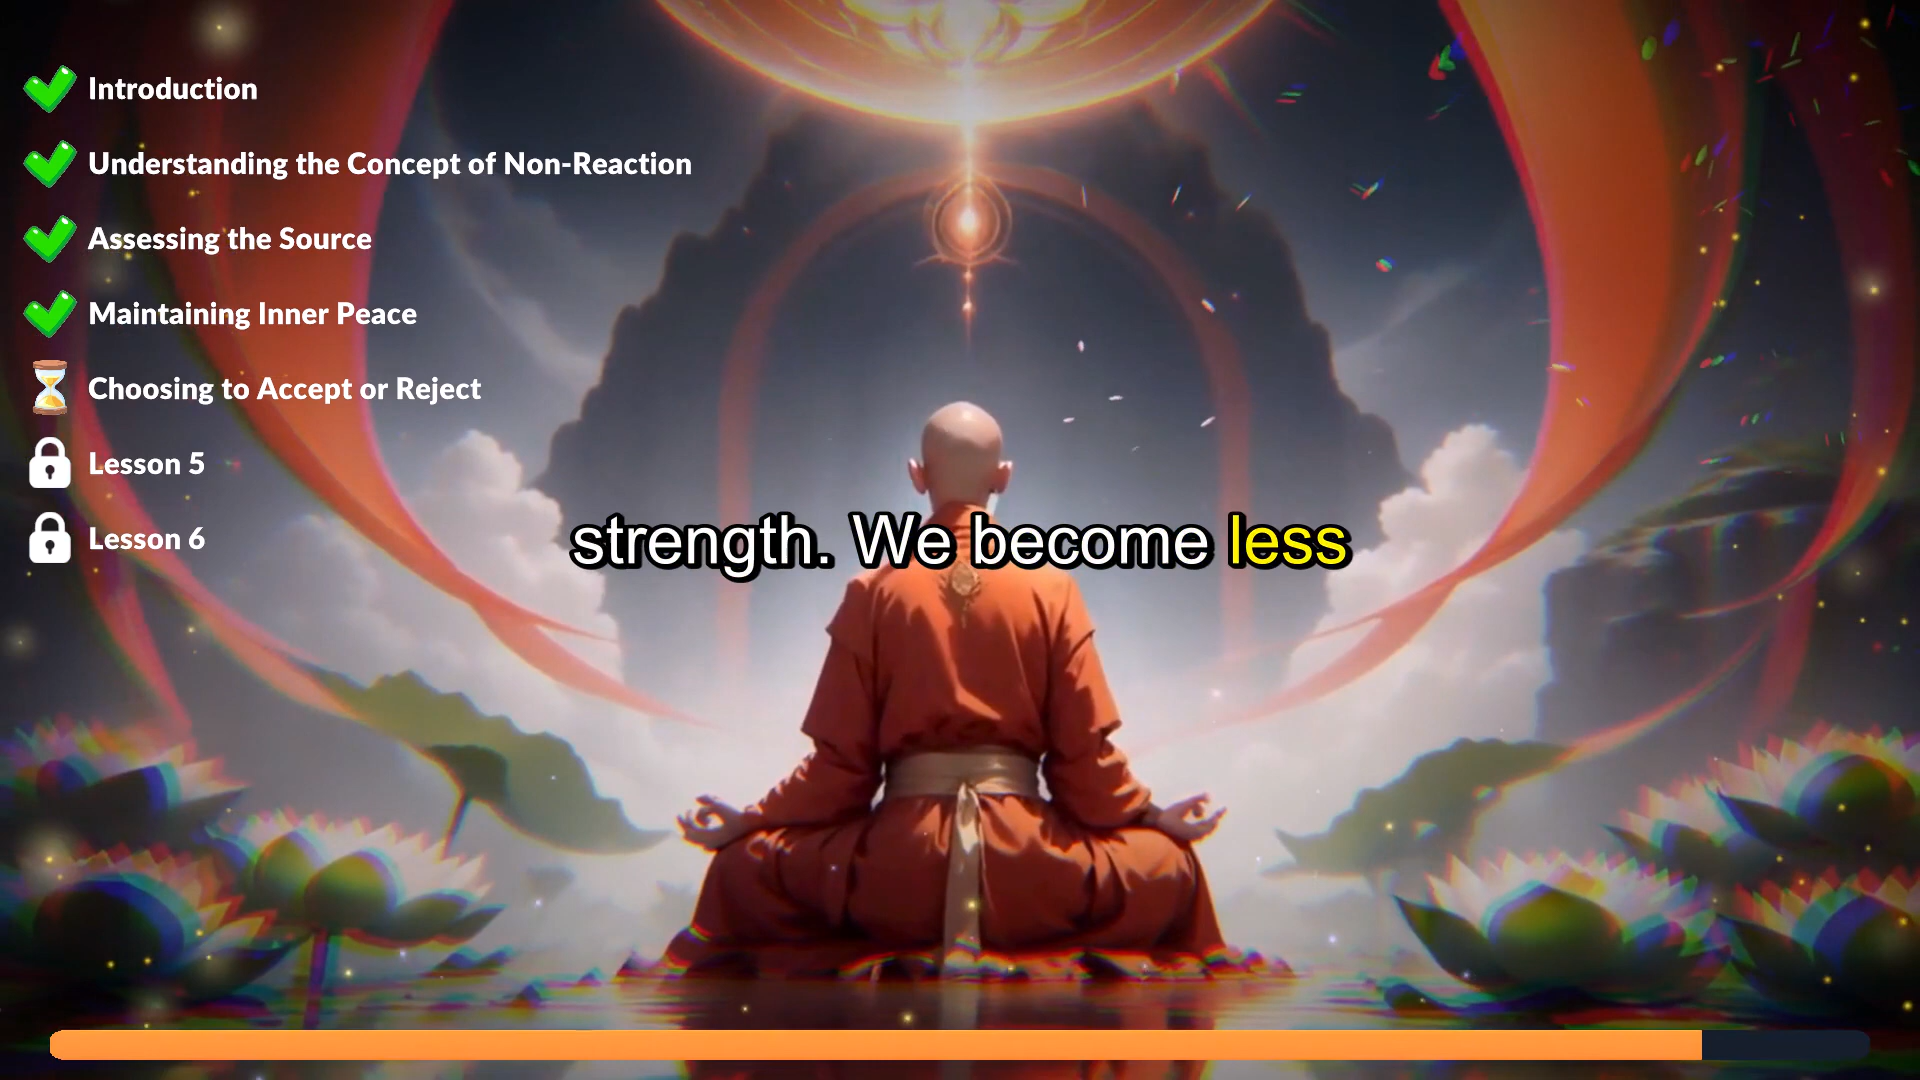 Introduction
Understanding the Concept of Non-Reaction
Assessing the Source
Maintaining Inner Peace
Choosing to Accept or Reject
Lesson 5
Lesson 6
strength. We become less